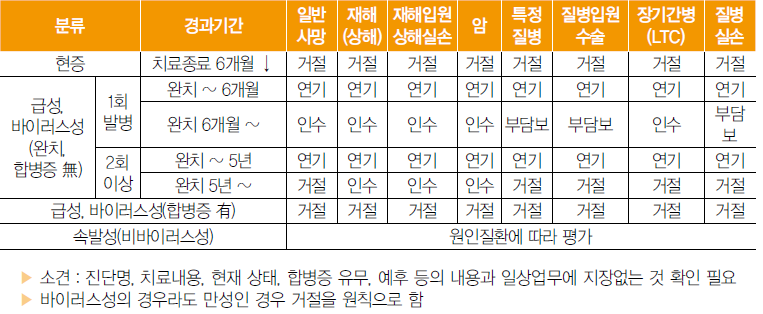 분류 경과기간 일반사망 재해(상해) 재해입원상해실손 암 특정질병 질병입원수술 장기간병(LTC) 질병실손
현증 치료종료 6개월 ↓ 거절 거절 거절 거절 거절 거절 거절 거절
급성, 바이러스성(완치, 합병증 無) 1회 발병 완치 ~ 6개월 연기 연기 연기 연기 연기 연기 연기 연기
완치 6개월 ~ 인수 인수 인수 인수 부담보 부담보 인수 부담보
2회 이상 완치 ~ 5년 연기 연기 연기 연기 연기 연기 연기 연기
완치 5년 ~ 거절 인수 인수 인수 거절 거절 거절 거절
급성, 바이러스성(합병증 有) 거절 거절 거절 거절 거절 거절 거절 거절
속발성(비바이러스성) 원인질환에 따라 평가
▶ 소견 : 진단명, 치료내용, 현재 상태, 합병증 유무, 예후 등의 내용과 일상업무에 지장없는 것 확인 필요
▶ 바이러스성의 경우라도 만성인 경우 거절을 원칙으로 함